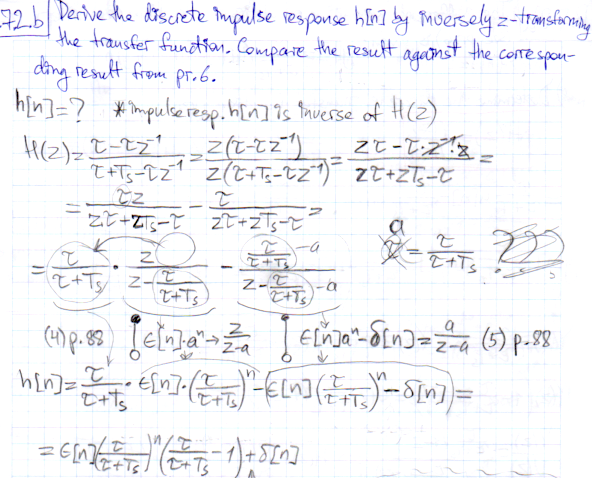 72.b Derive the discrete impulse response h[n] by inversely z-transforming
the transfer function. Compare the result against the correspon-
ding result from pr.6.
h[n]=? * impulse resp. h[n] is inverse of H(z)
H(z)= (τ-τz⁻¹)/(τ+Ts-τz⁻¹) = z(τ-τz⁻¹)/z(τ+Ts-τz⁻¹) = (zτ-τ·z⁻¹·z)/(zτ+zTs-τ) =
= τz/(zτ+zTs-τ) - τ/(zτ+zTs-τ) =
= τ/(τ+Ts) · z/(z-τ/(τ+Ts)) - (τ/(τ+Ts))/(z-τ/(τ+Ts)) -a -a a = τ/(τ+Ts)
(4) p.88 ε[n]·aⁿ → z/(z-a) ε[n]aⁿ-δ[n] = a/(z-a) (5) p.88
h[n]= τ/(τ+Ts) · ε[n]·(τ/(τ+Ts))ⁿ - (ε[n](τ/(τ+Ts))ⁿ - δ[n]) =
= ε[n](τ/(τ+Ts))ⁿ(τ/(τ+Ts) - 1)+δ[n]